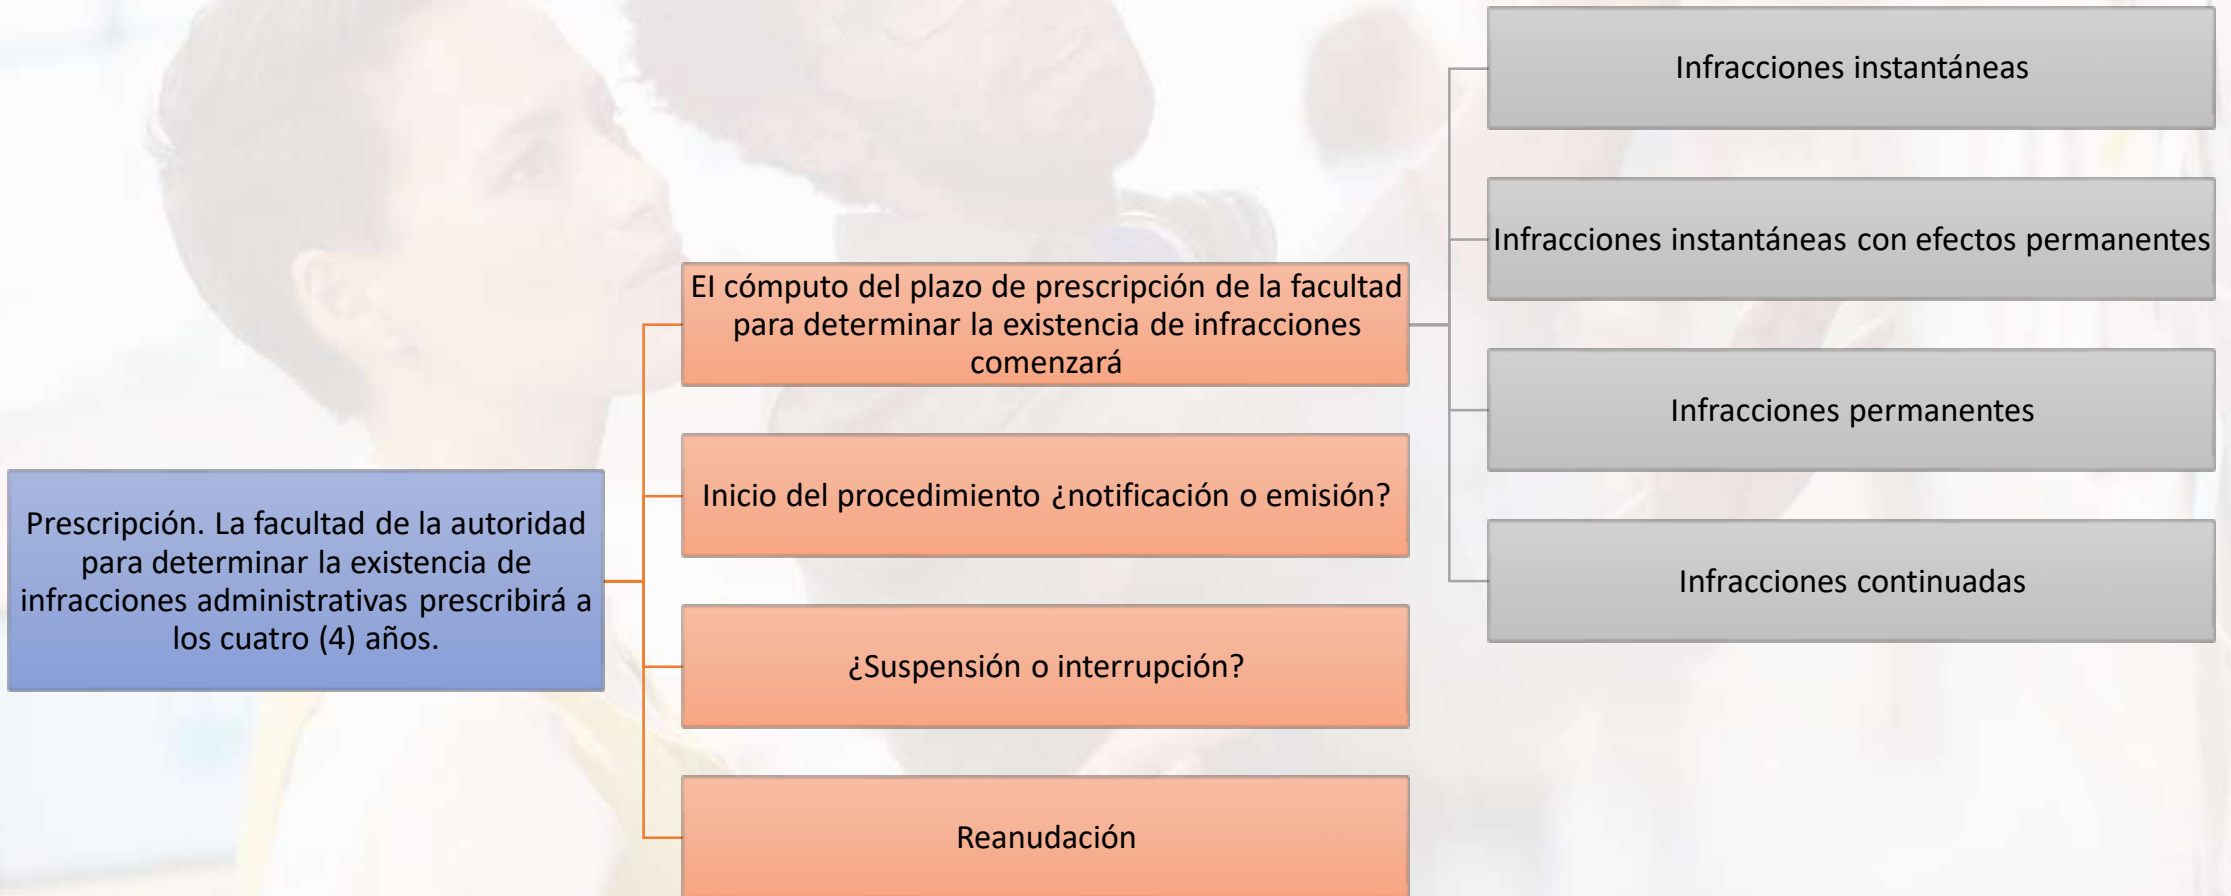 Prescripción. La facultad de la autoridad
para determinar la existencia de
infracciones administrativas prescribirá a
los cuatro (4) años.
EI cómputo del plazo de prescripción de la facultad
para determinar la existencia de infracciones
comenzará
Inicio del procedimiento ¿notificación o emisión?
¿Suspensión o interrupción?
Reanudación
Infracciones instantáneas
Infracciones instantáneas con efectos permanentes
Infracciones permanentes
Infracciones continuadas